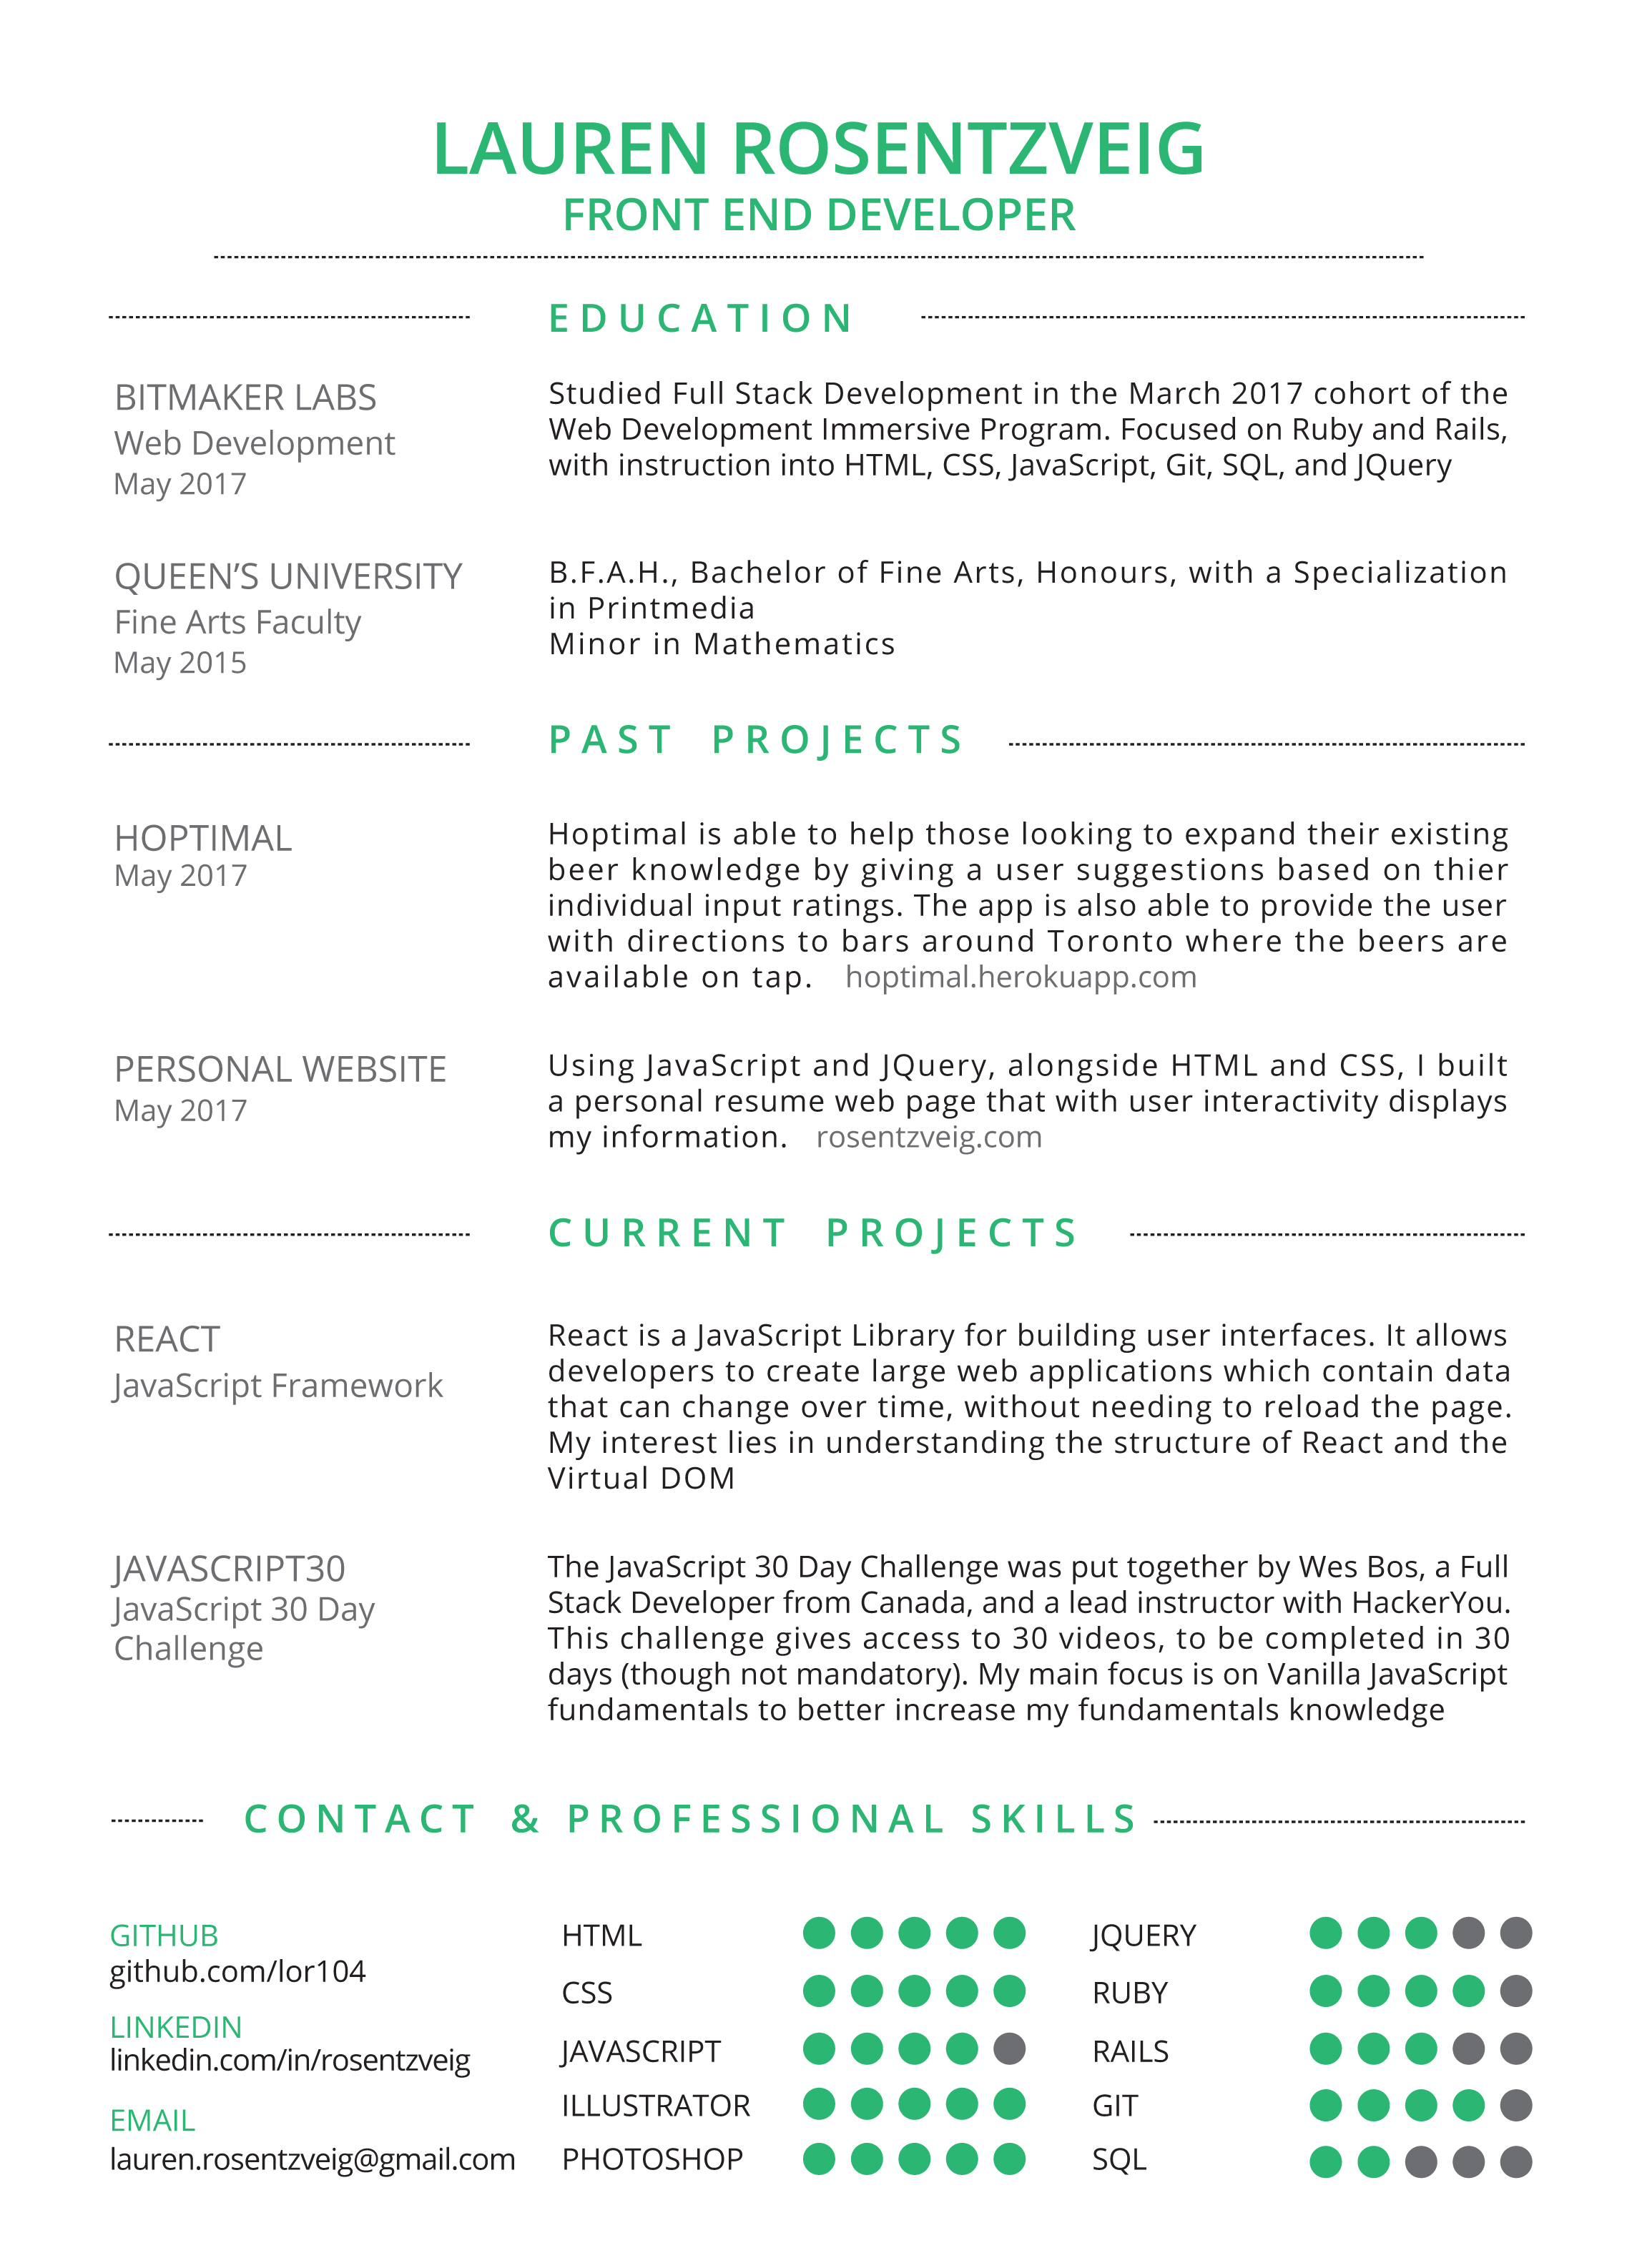 LAUREN ROSENTZVEIG
FRONT END DEVELOPER
EDUCATION
BITMAKER LABS
Web Development
May 2017
Studied Full Stack Development in the March 2017 cohort of the
Web Development Immersive Program. Focused on Ruby and Rails,
with instruction into HTML, CSS, JavaScript, Git, SQL, and JQuery
QUEEN’S UNIVERSITY
Fine Arts Faculty
May 2015
B.F.A.H., Bachelor of Fine Arts, Honours, with a Specialization
in Printmedia
Minor in Mathematics
PAST PROJECTS
HOPTIMAL
May 2017
Hoptimal is able to help those looking to expand their existing
beer knowledge by giving a user suggestions based on thier
individual input ratings. The app is also able to provide the user
with directions to bars around Toronto where the beers are
available on tap. hoptimal.herokuapp.com
PERSONAL WEBSITE
May 2017
Using JavaScript and JQuery, alongside HTML and CSS, I built
a personal resume web page that with user interactivity displays
my information. rosentzveig.com
CURRENT PROJECTS
REACT
JavaScript Framework
React is a JavaScript Library for building user interfaces. It allows
developers to create large web applications which contain data
that can change over time, without needing to reload the page.
My interest lies in understanding the structure of React and the
Virtual DOM
JAVASCRIPT30
JavaScript 30 Day
Challenge
The JavaScript 30 Day Challenge was put together by Wes Bos, a Full
Stack Developer from Canada, and a lead instructor with HackerYou.
This challenge gives access to 30 videos, to be completed in 30
days (though not mandatory). My main focus is on Vanilla JavaScript
fundamentals to better increase my fundamentals knowledge
CONTACT & PROFESSIONAL SKILLS
GITHUB
github.com/lor104
LINKEDIN
linkedin.com/in/rosentzveig
EMAIL
lauren.rosentzveig@gmail.com
HTML
CSS
JAVASCRIPT
ILLUSTRATOR
PHOTOSHOP
JQUERY
RUBY
RAILS
GIT
SQL